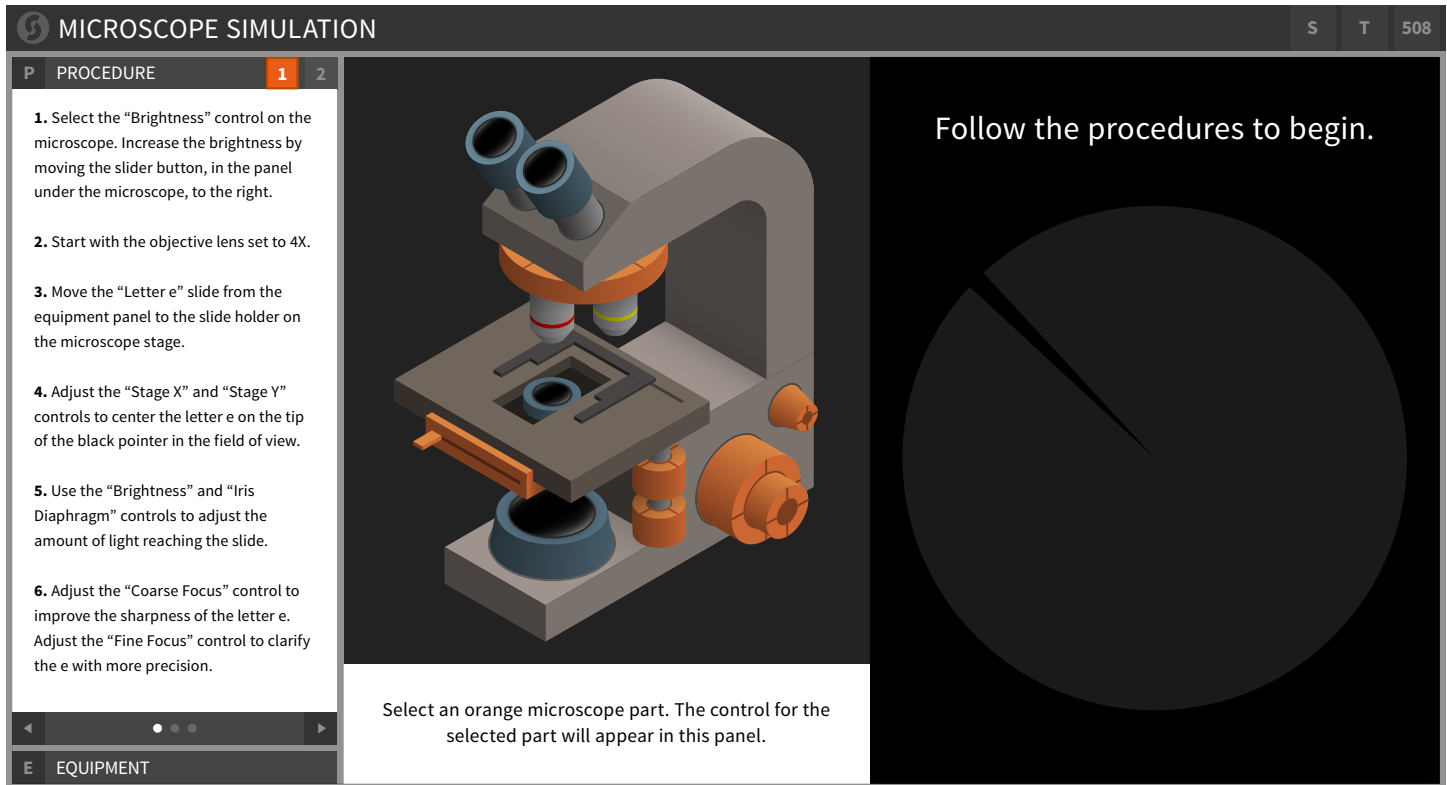 MICROSCOPE SIMULATION
S T 508
P PROCEDURE 1 2
1. Select the “Brightness” control on the
microscope. Increase the brightness by
moving the slider button, in the panel
under the microscope, to the right.
2. Start with the objective lens set to 4X.
3. Move the “Letter e” slide from the
equipment panel to the slide holder on
the microscope stage.
4. Adjust the “Stage X” and “Stage Y”
controls to center the letter e on the tip
of the black pointer in the field of view.
5. Use the “Brightness” and “Iris
Diaphragm” controls to adjust the
amount of light reaching the slide.
6. Adjust the “Coarse Focus” control to
improve the sharpness of the letter e.
Adjust the “Fine Focus” control to clarify
the e with more precision.
E EQUIPMENT
Select an orange microscope part. The control for the
selected part will appear in this panel.
Follow the procedures to begin.